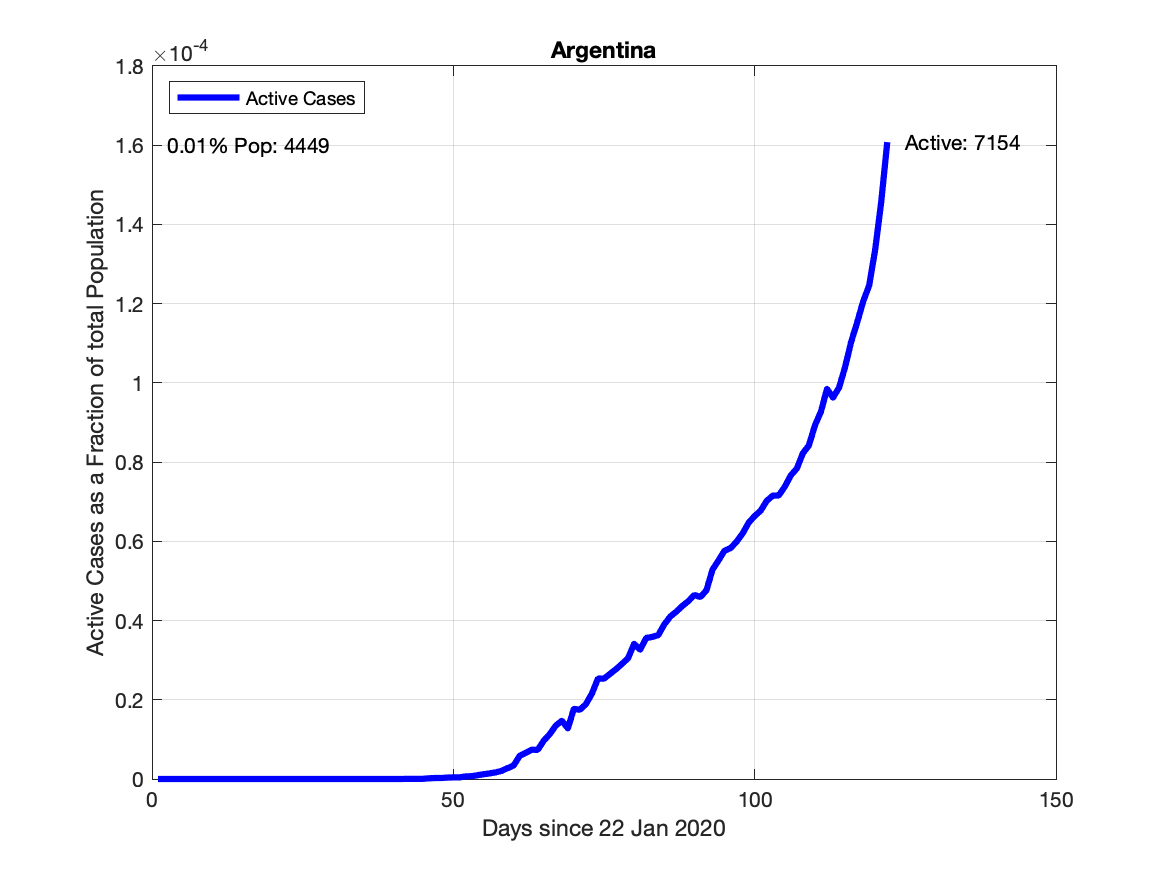 Argentina
×10-4
1.8
1.6
1.4
1.2
1
0.8
0.6
0.4
0.2
0
Active Cases
0.01% Pop: 4449
Active: 7154
Active Cases as a Fraction of total Population
0
50
100
150
Days since 22 Jan 2020